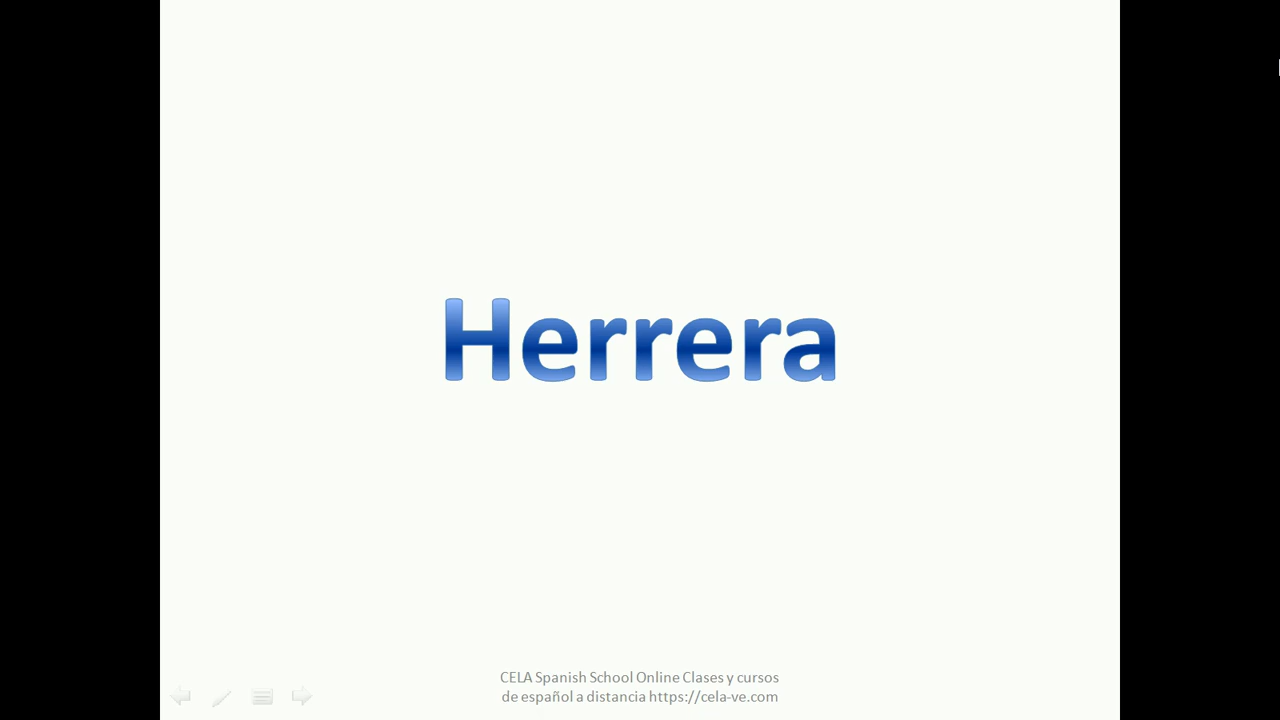 Herrera
CELA Spanish School Online Clases y cursos
de español a distancia https://cela-ve.com